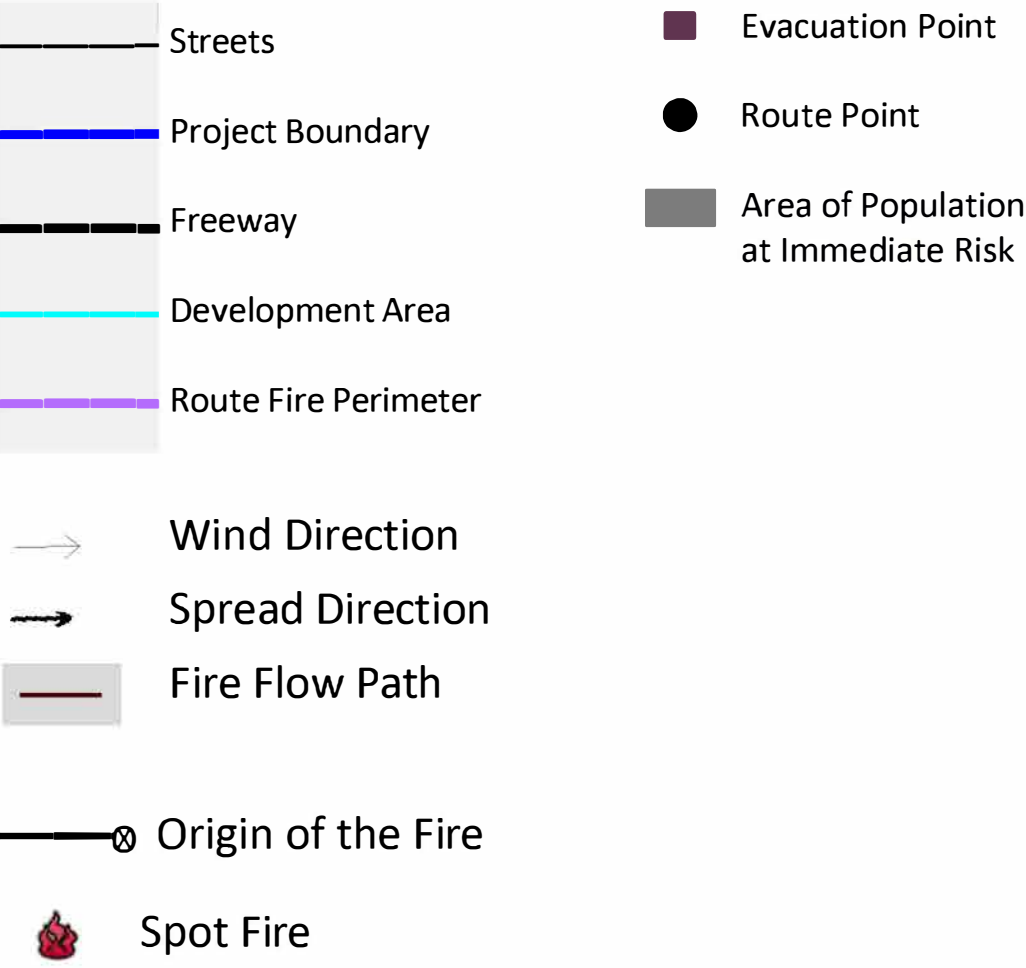 Streets
Project Boundary
Freeway
Development Area
Route Fire Perimeter
Wind Direction
Spread Direction
Fire Flow Path
Origin of the Fire
Spot Fire
Evacuation Point
Route Point
Area of Population
at Immediate Risk